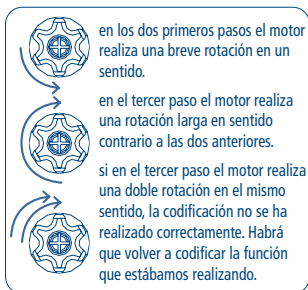 en los dos primeros pasos el motor
realiza una breve rotación en un
sentido.
en el tercer paso el motor realiza
una rotación larga en sentido
contrario a las dos anteriores.
si en el tercer paso el motor realiza
una doble rotación en el mismo
sentido, la codificación no se ha
realizado correctamente. Habrá
que volver a codificar la función
que estábamos realizando.